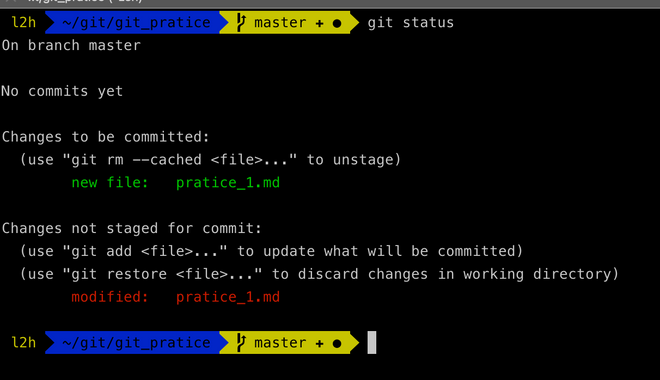 l2h ~/git/git_pratice master + ● git status
On branch master
No commits yet
Changes to be committed:
(use "git rm --cached <file>..." to unstage)
new file: pratice_1.md
Changes not staged for commit:
(use "git add <file>..." to update what will be committed)
(use "git restore <file>..." to discard changes in working directory)
modified: pratice_1.md
l2h ~/git/git_pratice master + ●